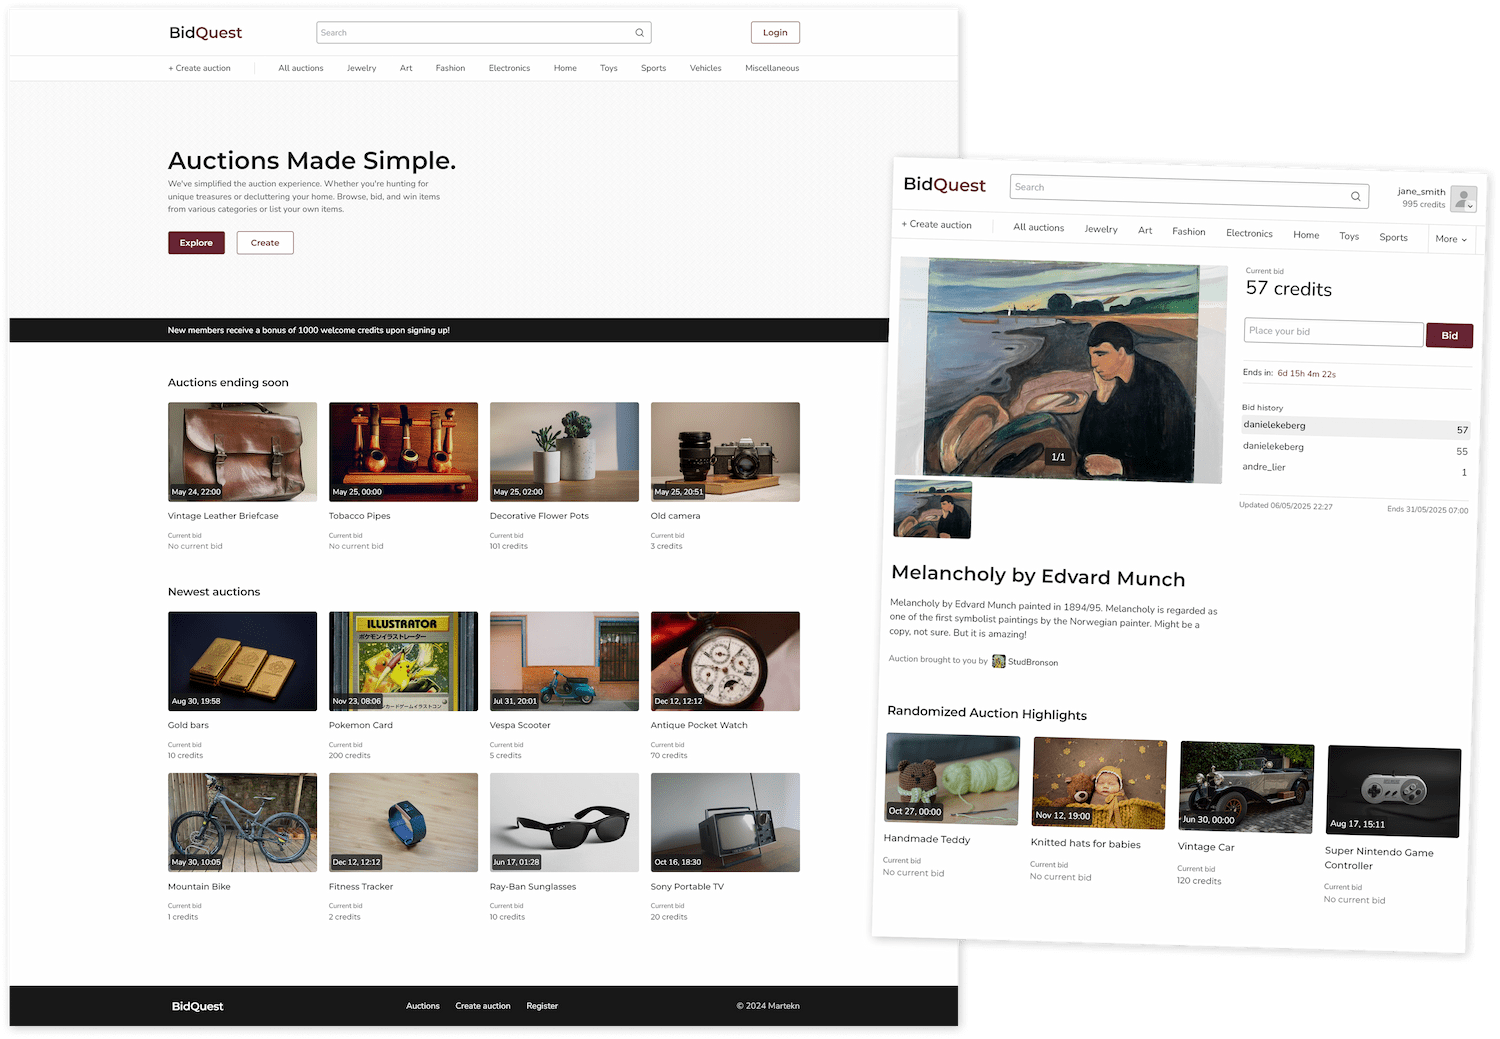 BidQuest
Search
Login
+ Create auction
All auctions
Jewelry
Art
Fashion
Electronics
Home
Toys
Sports
Vehicles
Miscellaneous
Auctions Made Simple.
We've simplified the auction experience. Whether you're hunting for
unique treasures or decluttering your home. Browse, bid, and win items
from various categories or list your own items.
Explore
Create
New members receive a bonus of 1000 welcome credits upon signing up!
Auctions ending soon
May 24, 22:00
Vintage Leather Briefcase
Current bid
No current bid
May 25, 00:00
Tobacco Pipes
Current bid
No current bid
May 25, 02:00
Decorative Flower Pots
Current bid
101 credits
May 25, 20:51
Old camera
Current bid
3 credits
Newest auctions
Aug 30, 19:58
Gold bars
Current bid
10 credits
ILLUSTRATOR
ポケモンイラストレーター
Nov 23, 08:06
Pokemon Card
Current bid
200 credits
Jul 31, 20:01
Vespa Scooter
Current bid
5 credits
Dec 12, 12:12
Antique Pocket Watch
Current bid
70 credits
May 30, 10:05
Mountain Bike
Current bid
1 credits
Dec 12, 12:12
Fitness Tracker
Current bid
2 credits
Jun 17, 01:28
Ray-Ban Sunglasses
Current bid
10 credits
Oct 16, 18:30
Sony Portable TV
Current bid
20 credits
BidQuest
Auctions
Create auction
Register
© 2024 Martekn
BidQuest
Search
jane_smith
995 credits
+ Create auction
All auctions
Jewelry
Art
Fashion
Electronics
Home
Toys
Sports
More
1/1
Current bid
57 credits
Place your bid
Bid
Ends in: 6d 15h 4m 22s
Bid history
danielekeberg 57
danielekeberg 55
andre_lier 1
Updated 06/05/2025 22:27
Ends 31/05/2025 07:00
Melancholy by Edvard Munch
Melancholy by Edvard Munch painted in 1894/95. Melancholy is regarded as
one of the first symbolist paintings by the Norwegian painter. Might be a
copy, not sure. But it is amazing!
Auction brought to you by StudBronson
Randomized Auction Highlights
Oct 27, 00:00
Handmade Teddy
Current bid
No current bid
Nov 12, 19:00
Knitted hats for babies
Current bid
No current bid
Jun 30, 00:00
Vintage Car
Current bid
120 credits
Aug 17, 15:11
Super Nintendo Game
Controller
Current bid
No current bid